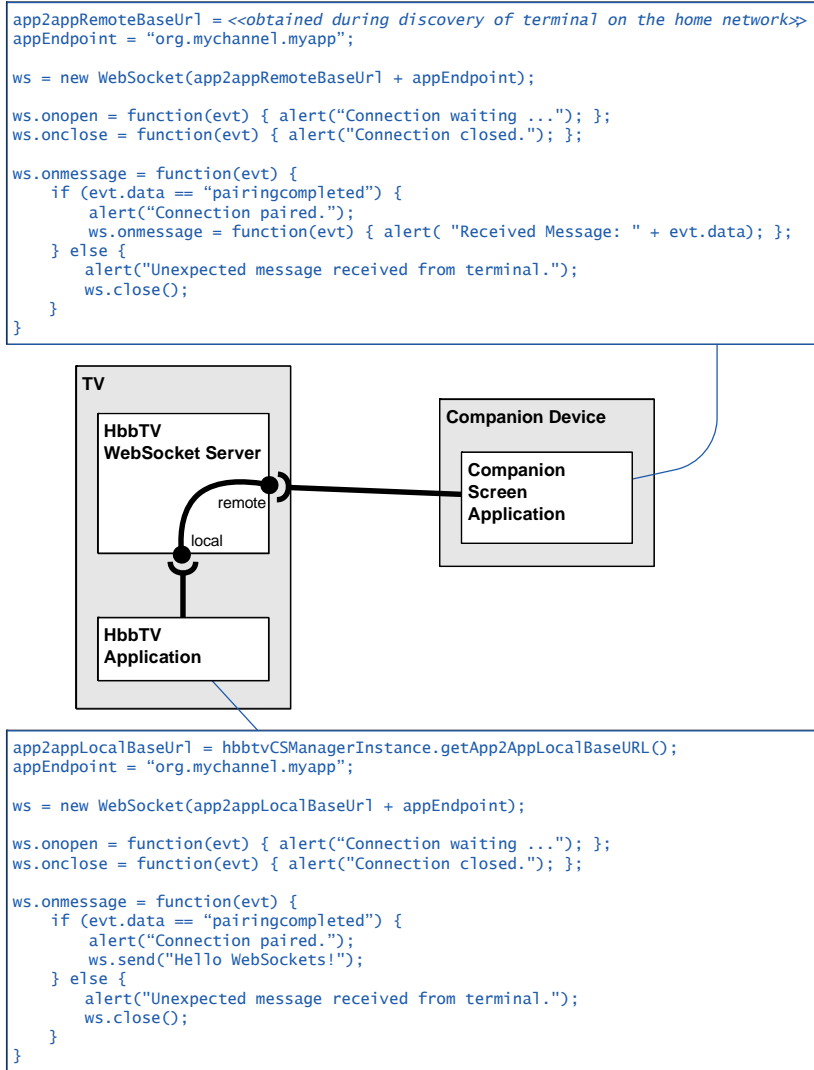 app2appRemoteBaseUrl = <<obtained during discovery of terminal on the home network>>;
appEndpoint = “org.mychannel.myapp”;
ws = new WebSocket(app2appRemoteBaseUrl + appEndpoint);
ws.onopen = function(evt) { alert(“Connection waiting ..."); };
ws.onclose = function(evt) { alert("Connection closed."); };
ws.onmessage = function(evt) {
    if (evt.data == “pairingcompleted”) {
        alert(“Connection paired.”);
        ws.onmessage = function(evt) { alert( "Received Message: " + evt.data); };
    } else {
        alert("Unexpected message received from terminal.");
        ws.close();
    }
}
TV
HbbTV
WebSocket Server
remote
local
HbbTV
Application
Companion Device
Companion
Screen
Application
app2appLocalBaseUrl = hbbtvCSManagerInstance.getApp2AppLocalBaseURL();
appEndpoint = “org.mychannel.myapp”;
ws = new WebSocket(app2appLocalBaseUrl + appEndpoint);
ws.onopen = function(evt) { alert(“Connection waiting ..."); };
ws.onclose = function(evt) { alert("Connection closed."); };
ws.onmessage = function(evt) {
    if (evt.data == “pairingcompleted”) {
        alert(“Connection paired.”);
        ws.send("Hello WebSockets!");
    } else {
        alert("Unexpected message received from terminal.");
        ws.close();
    }
}